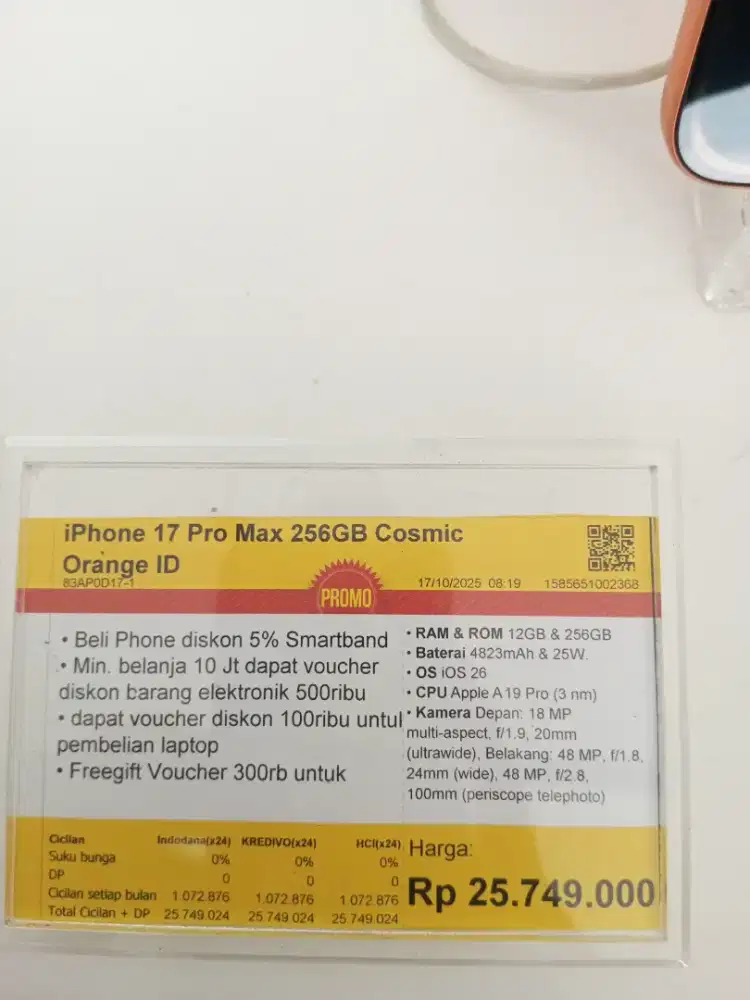 iPhone 17 Pro Max 256GB Cosmic
Orange ID
83AP0D17-1
17/10/2025 08:19 1585651002368
PROMO
• Beli Phone diskon 5% Smartband
• Min. belanja 10 Jt dapat voucher
diskon barang elektronik 500ribu
• dapat voucher diskon 100ribu untul
pembelian laptop
• Freegift Voucher 300rb untuk
• RAM & ROM 12GB & 256GB
• Baterai 4823mAh & 25W.
• OS iOS 26
• CPU Apple A19 Pro (3 nm)
• Kamera Depan: 18 MP
multi-aspect, f/1.9, 20mm
(ultrawide), Belakang: 48 MP, f/1.8,
24mm (wide), 48 MP, f/2.8,
100mm (periscope telephoto)
Cicilan Indodana(x24) KREDIVO(x24) HCI(x24)
Suku bunga 0% 0% 0%
DP 0 0 0
Cicilan setiap bulan 1.072.876 1.072.876 1.072.876
Total Cicilan + DP 25.749.024 25.749.024 25.749.024
Harga:
Rp 25.749.000